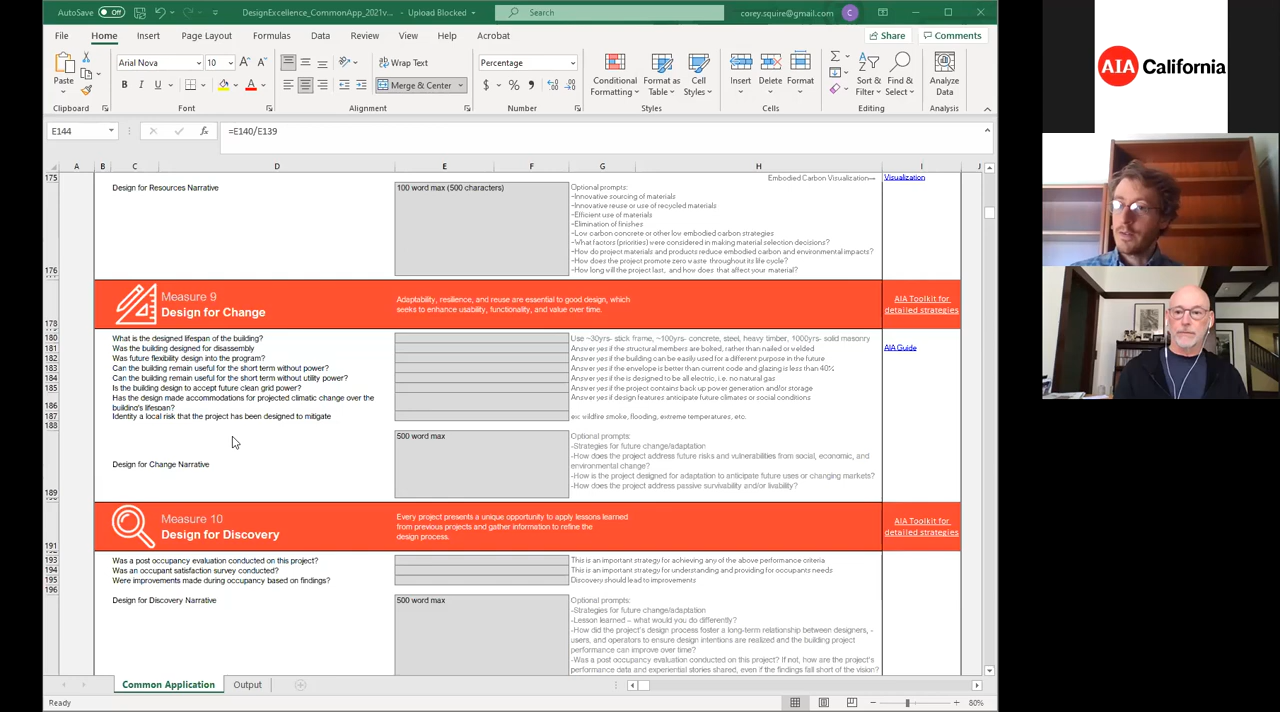 AutoSave Off DesignExcellence_CommonApp_2021v... - Upload Blocked Search corey.squire@gmail.com C
File Home Insert Page Layout Formulas Data Review View Help Acrobat Share Comments
Paste Arial Nova 10 Wrap Text Percentage Conditional Formatting Format as Table Cell Styles Insert Delete Format Sort & Filter Find & Select Analyze Data
B I U Merge & Center $ %
Clipboard Font Alignment Number Styles Cells Editing Analysis
E144 fx =E140/E139
A B C D E F G H I J
175 Embodied Carbon Visualization Visualization
Design for Resources Narrative 100 word max (500 characters) Optional prompts:
-Innovative sourcing of materials
-Innovative reuse or use of recycled materials
-Efficient use of materials
-Elimination of finishes
-Low carbon concrete or other low embodied carbon strategies
-What factors (priorities) were considered in making material selection decisions?
-How do project materials and products reduce embodied carbon and environmental impacts?
-How does the project promote zero waste throughout its life cycle?
176 -How long will the project last, and how does that affect your material?
Measure 9
Design for Change
Adaptability, resilience, and reuse are essential to good design, which
seeks to enhance usability, functionality, and value over time.
AIA Toolkit for
detailed strategies
178
180 What is the designed lifespan of the building? Use ~30yrs- stick frame, ~100yrs- concrete, steel, heavy timber, 1000yrs- solid masonry
181 Was the building designed for disassembly Answer yes if the structural members are bolted, rather than nailed or welded AIA Guide
182 Was future flexibility design into the program? Answer yes if the building can be easily used for a different purpose in the future
183 Can the building remain useful for the short term without power? Answer yes if the envelope is better than current code and glazing is less than 40%
184 Can the building remain useful for the short term without utility power? Answer yes if is designed to be all electric, i.e. no natural gas
185 Is the building design to accept future clean grid power? Answer yes if the project contains back up power generation and/or storage
Has the design made accommodations for projected climatic change over the Answer yes if design features anticipate future climates or social conditions
186 building's lifespan?
187 Identity a local risk that the project has been designed to mitigate ex: wildfire smoke, flooding, extreme temperatures, etc.
188
500 word max Optional prompts:
-Strategies for future change/adaptation
-How does the project address future risks and vulnerabilities from social, economic, and
Design for Change Narrative environmental change?
-How is the project designed for adaptation to anticipate future uses or changing markets?
-How does the project address passive survivability and/or livability?
189
Measure 10
Design for Discovery
Every project presents a unique opportunity to apply lessons learned
from previous projects and gather information to refine the
design process.
AIA Toolkit for
detailed strategies
191
193 Was a post occupancy evaluation conducted on this project? This is an important strategy for achieving any of the above performance criteria
194 Was an occupant satisfaction survey conducted? This is an important strategy for understanding and providing for occupants needs
195 Were improvements made during occupancy based on findings? Discovery should lead to improvements
196
Design for Discovery Narrative 500 word max Optional prompts:
-Strategies for future change/adaptation
-Lesson learned – what would you do differently?
-How did the project's design process foster a long-term relationship between designers, -
users, and operators to ensure design intentions are realized and the building project
performance can improve over time?
-Was a post occupancy evaluation conducted on this project? If not, how are the project's
performance data and experiential stories shared, even if the findings fall short of the vision?
Common Application Output
Ready 80%
AIA California